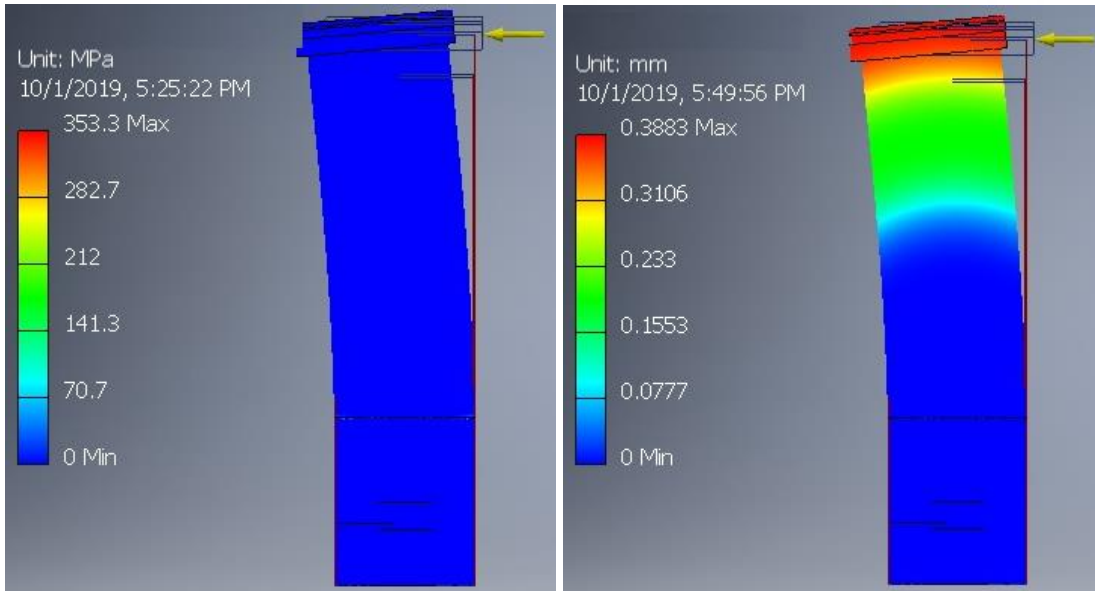 Unit: MPa
10/1/2019, 5:25:22 PM
353.3 Max
282.7
212
141.3
70.7
0 Min
Unit: mm
10/1/2019, 5:49:56 PM
0.3883 Max
0.3106
0.233
0.1553
0.0777
0 Min